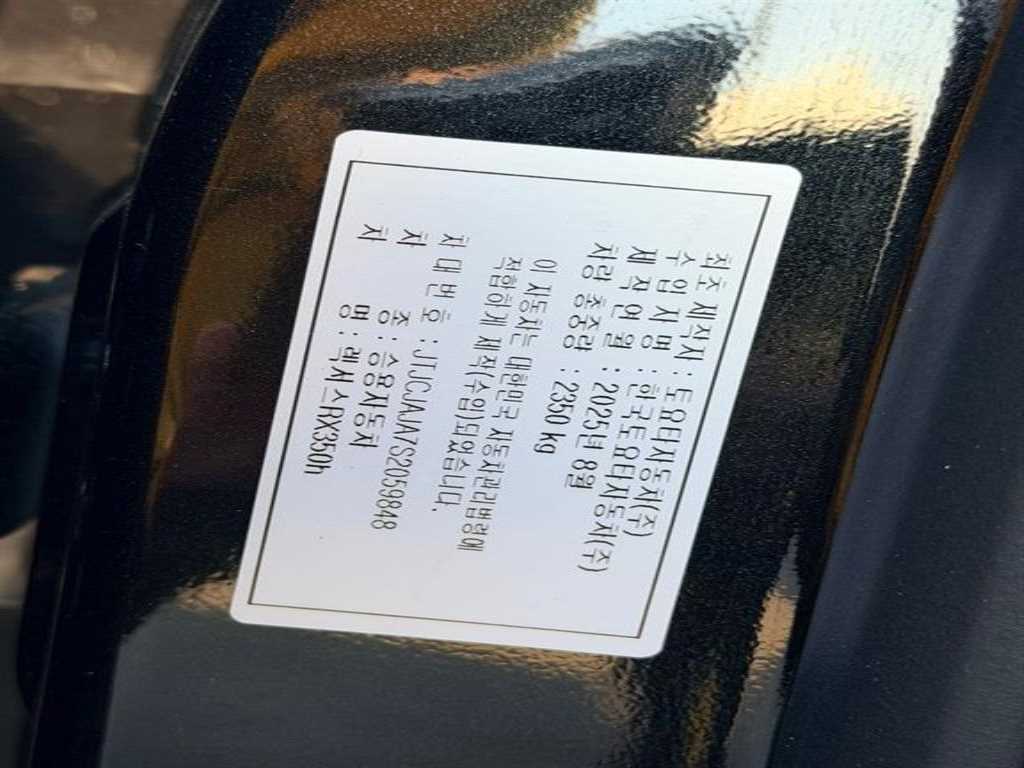 최초 제작자 : 토요타자동차(주)
수 입 자 명 : 한국토요타자동차(주)
제 작 연 월 : 2025년 8월
차량 총중량 : 2350 kg
이 자동차는 대한민국 자동차관리법령에
적합하게 제작(수입)되었습니다.
차 대 번 호 : JTJCJAJA7S2059848
차 종 : 승용자동차
차 명 : 렉서스RX350h